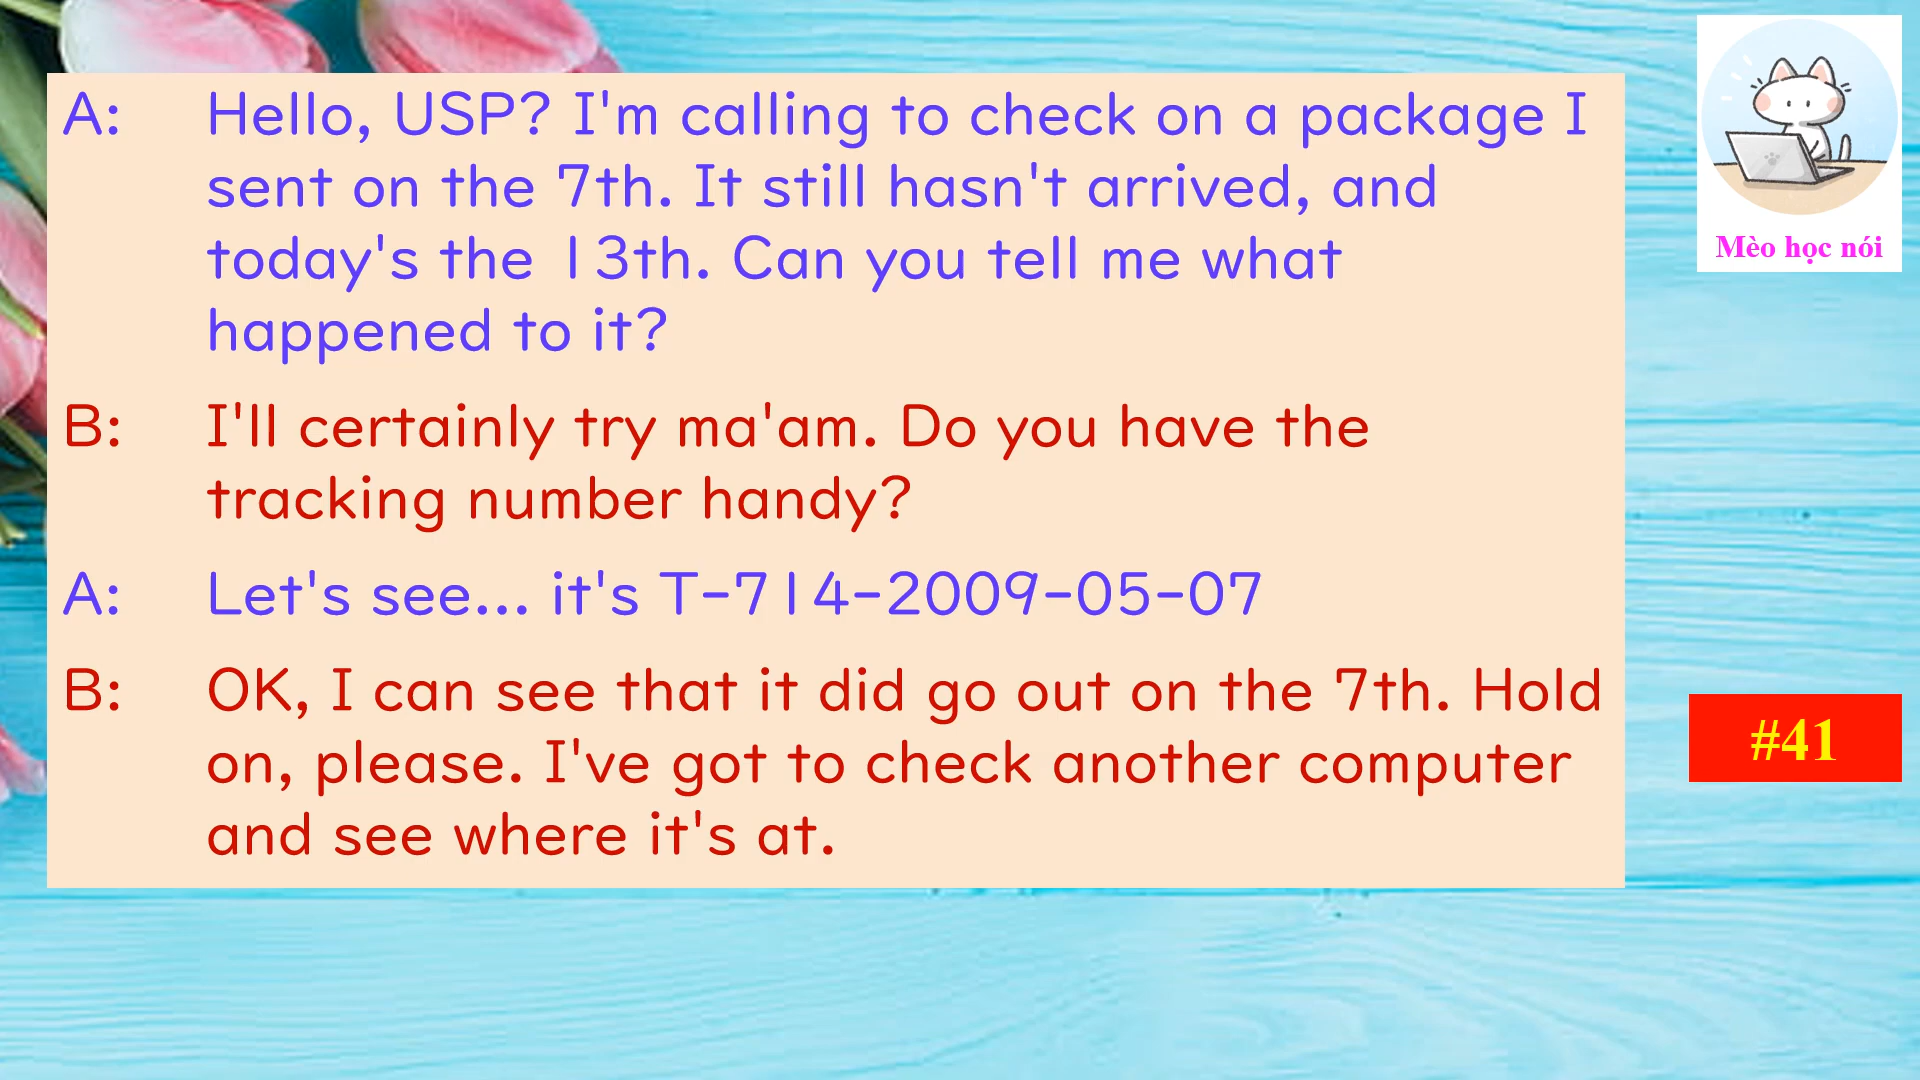 A: Hello, USP? I'm calling to check on a package I
sent on the 7th. It still hasn't arrived, and
today's the 13th. Can you tell me what
happened to it?
B: I'll certainly try ma'am. Do you have the
tracking number handy?
A: Let's see... it's T-714-2009-05-07
B: OK, I can see that it did go out on the 7th. Hold
on, please. I've got to check another computer
and see where it's at.
Mèo học nói
#41